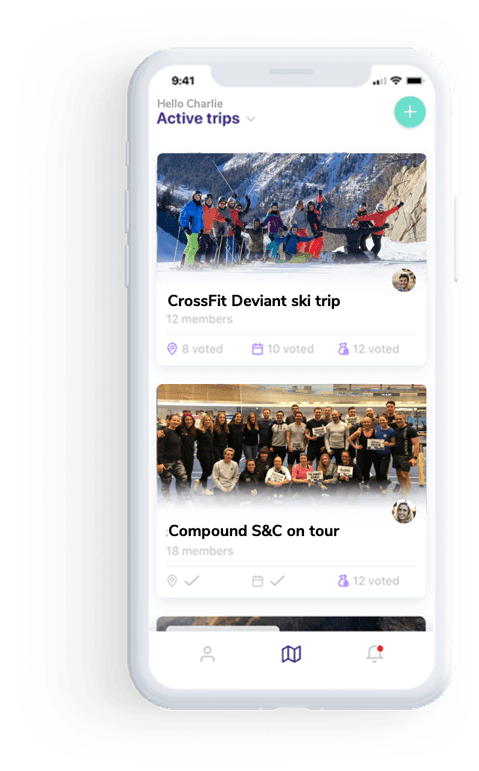 9:41
Hello Charlie
Active trips
CrossFit Deviant ski trip
12 members
8 voted
10 voted
12 voted
Compound S&C on tour
18 members
12 voted